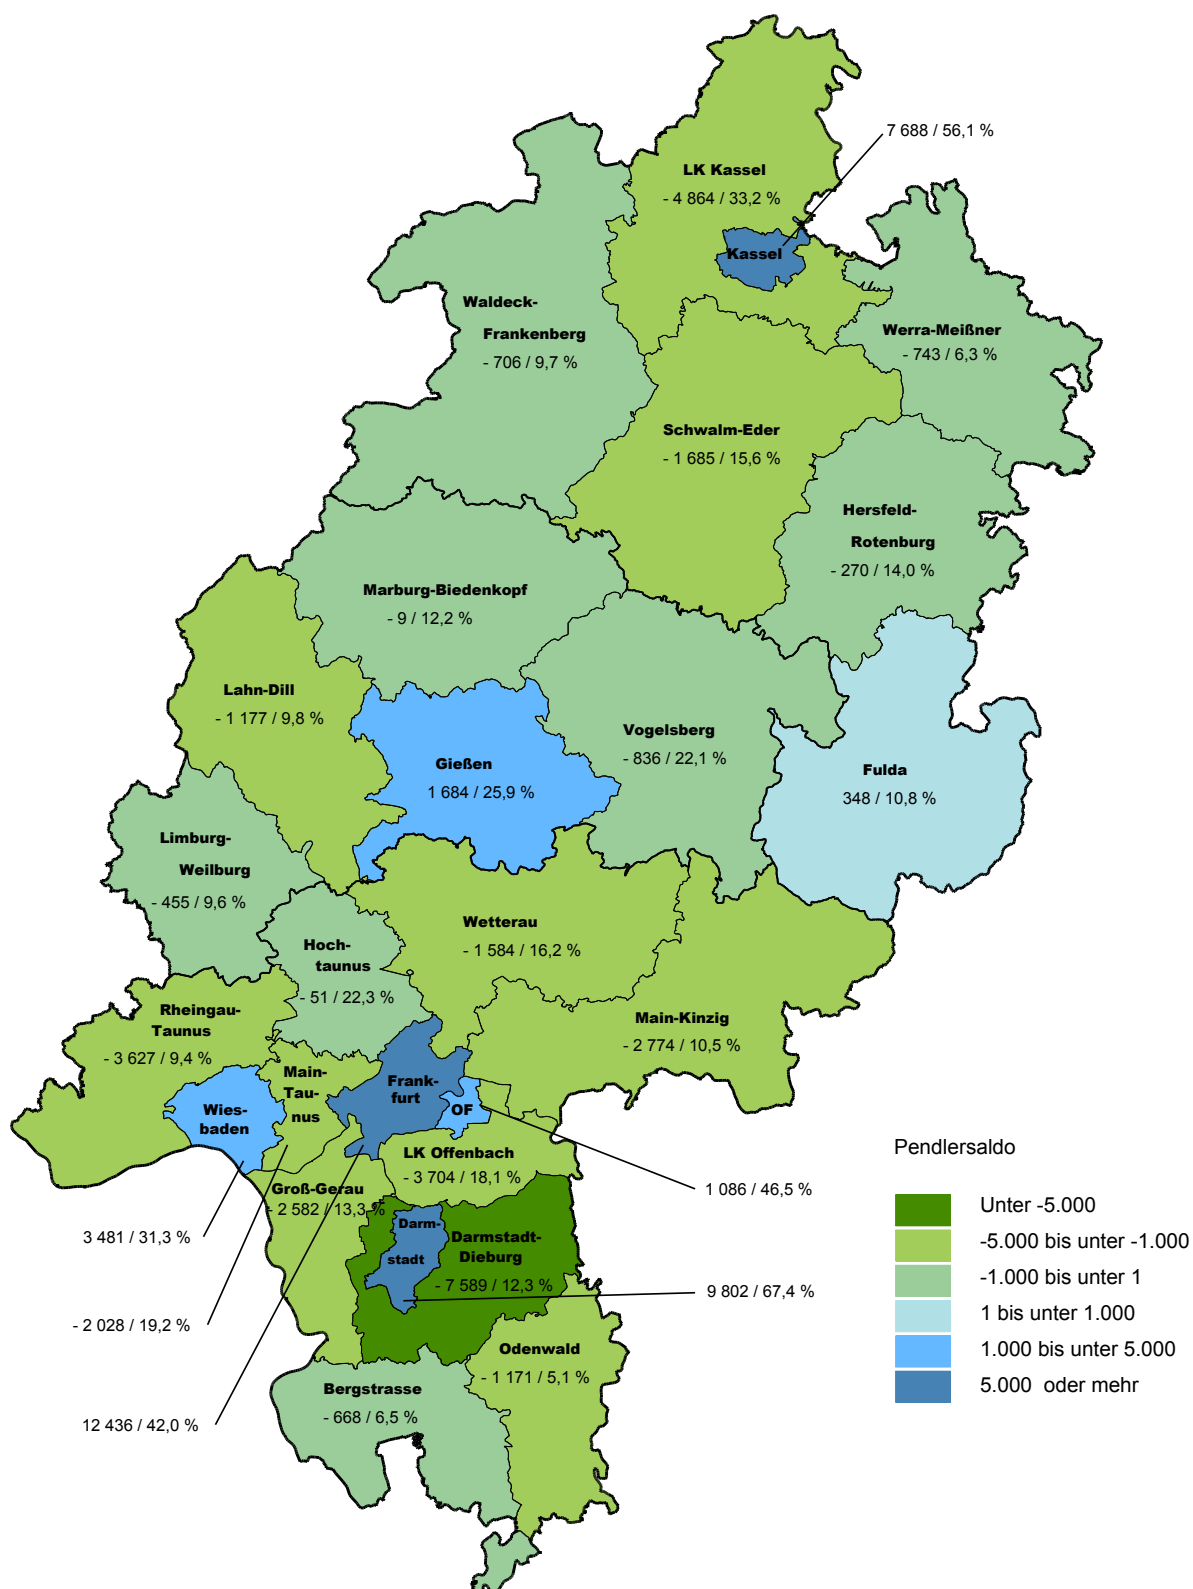 7 688 / 56,1 %
LK Kassel
- 4 864 / 33,2 %
Kassel
Waldeck-
Frankenberg
- 706 / 9,7 %
Werra-Meißner
- 743 / 6,3 %
Schwalm-Eder
- 1 685 / 15,6 %
Hersfeld-
Rotenburg
- 270 / 14,0 %
Marburg-Biedenkopf
- 9 / 12,2 %
Lahn-Dill
- 1 177 / 9,8 %
Vogelsberg
- 836 / 22,1 %
Gießen
1 684 / 25,9 %
Fulda
348 / 10,8 %
Limburg-
Weilburg
- 455 / 9,6 %
Wetterau
- 1 584 / 16,2 %
Hoch-
taunus
- 51 / 22,3 %
Rheingau-
Taunus
- 3 627 / 9,4 %
Main-Kinzig
- 2 774 / 10,5 %
Main-
Tau-
nus
Frank-
furt
Wies-
baden
OF
LK Offenbach
- 3 704 / 18,1 %
Groß-Gerau
- 2 582 / 13,3 %
1 086 / 46,5 %
3 481 / 31,3 %
Darm-
stadt
Darmstadt-
Dieburg
- 7 589 / 12,3 %
9 802 / 67,4 %
- 2 028 / 19,2 %
Odenwald
- 1 171 / 5,1 %
Bergstrasse
- 668 / 6,5 %
12 436 / 42,0 %
Pendlersaldo
Unter -5.000
-5.000 bis unter -1.000
-1.000 bis unter 1
1 bis unter 1.000
1.000 bis unter 5.000
5.000 oder mehr